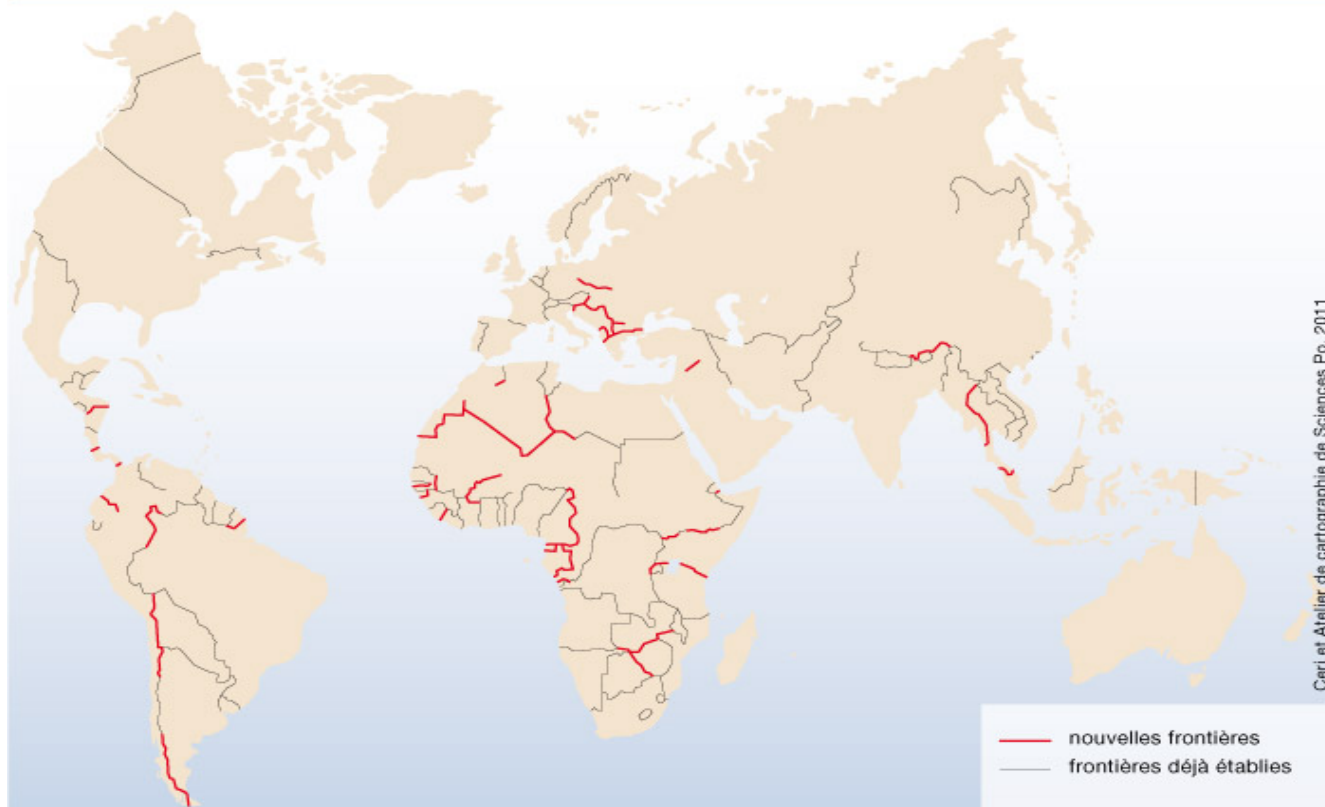 Ceri et Atelier de cartographie de Sciences Po, 2011
nouvelles frontières
frontières déjà établies